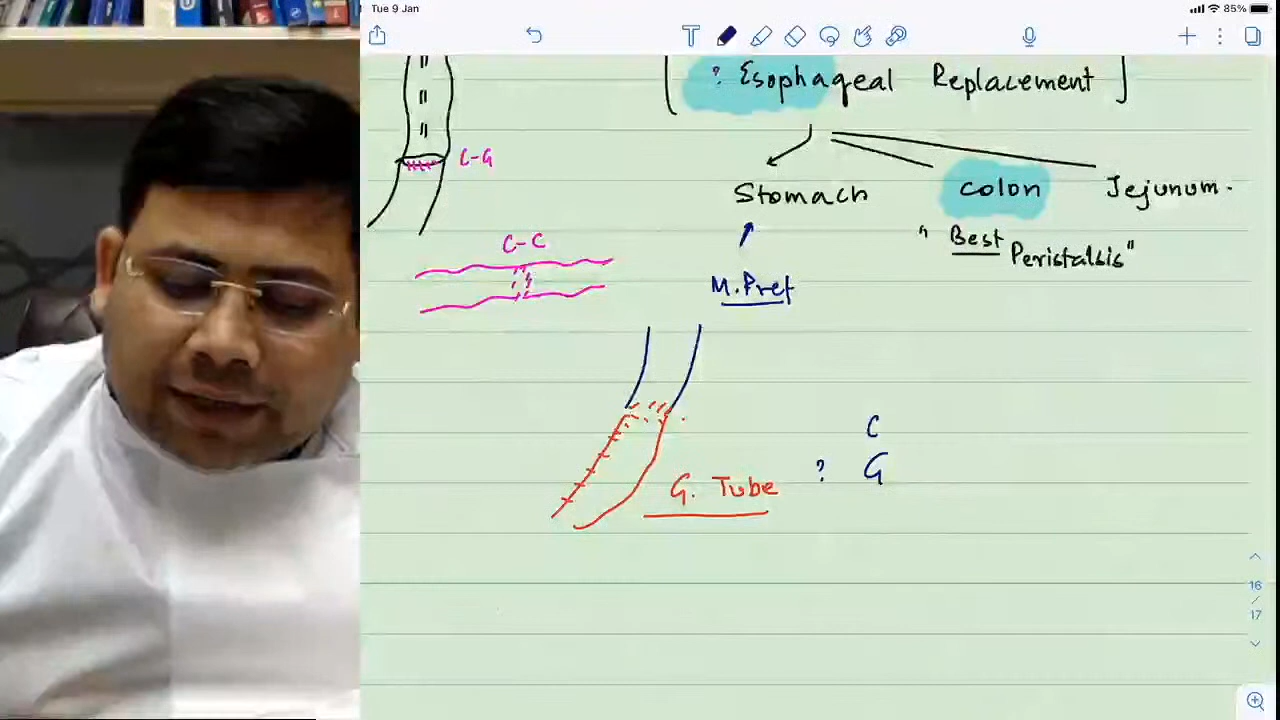 Tue 9 Jan
85%
T
? Esophageal Replacement
C-G
Stomach
Colon
Jejunum.
"Best Peristalsis"
C-C
M. Pref
C
? G
G. Tube
16
17